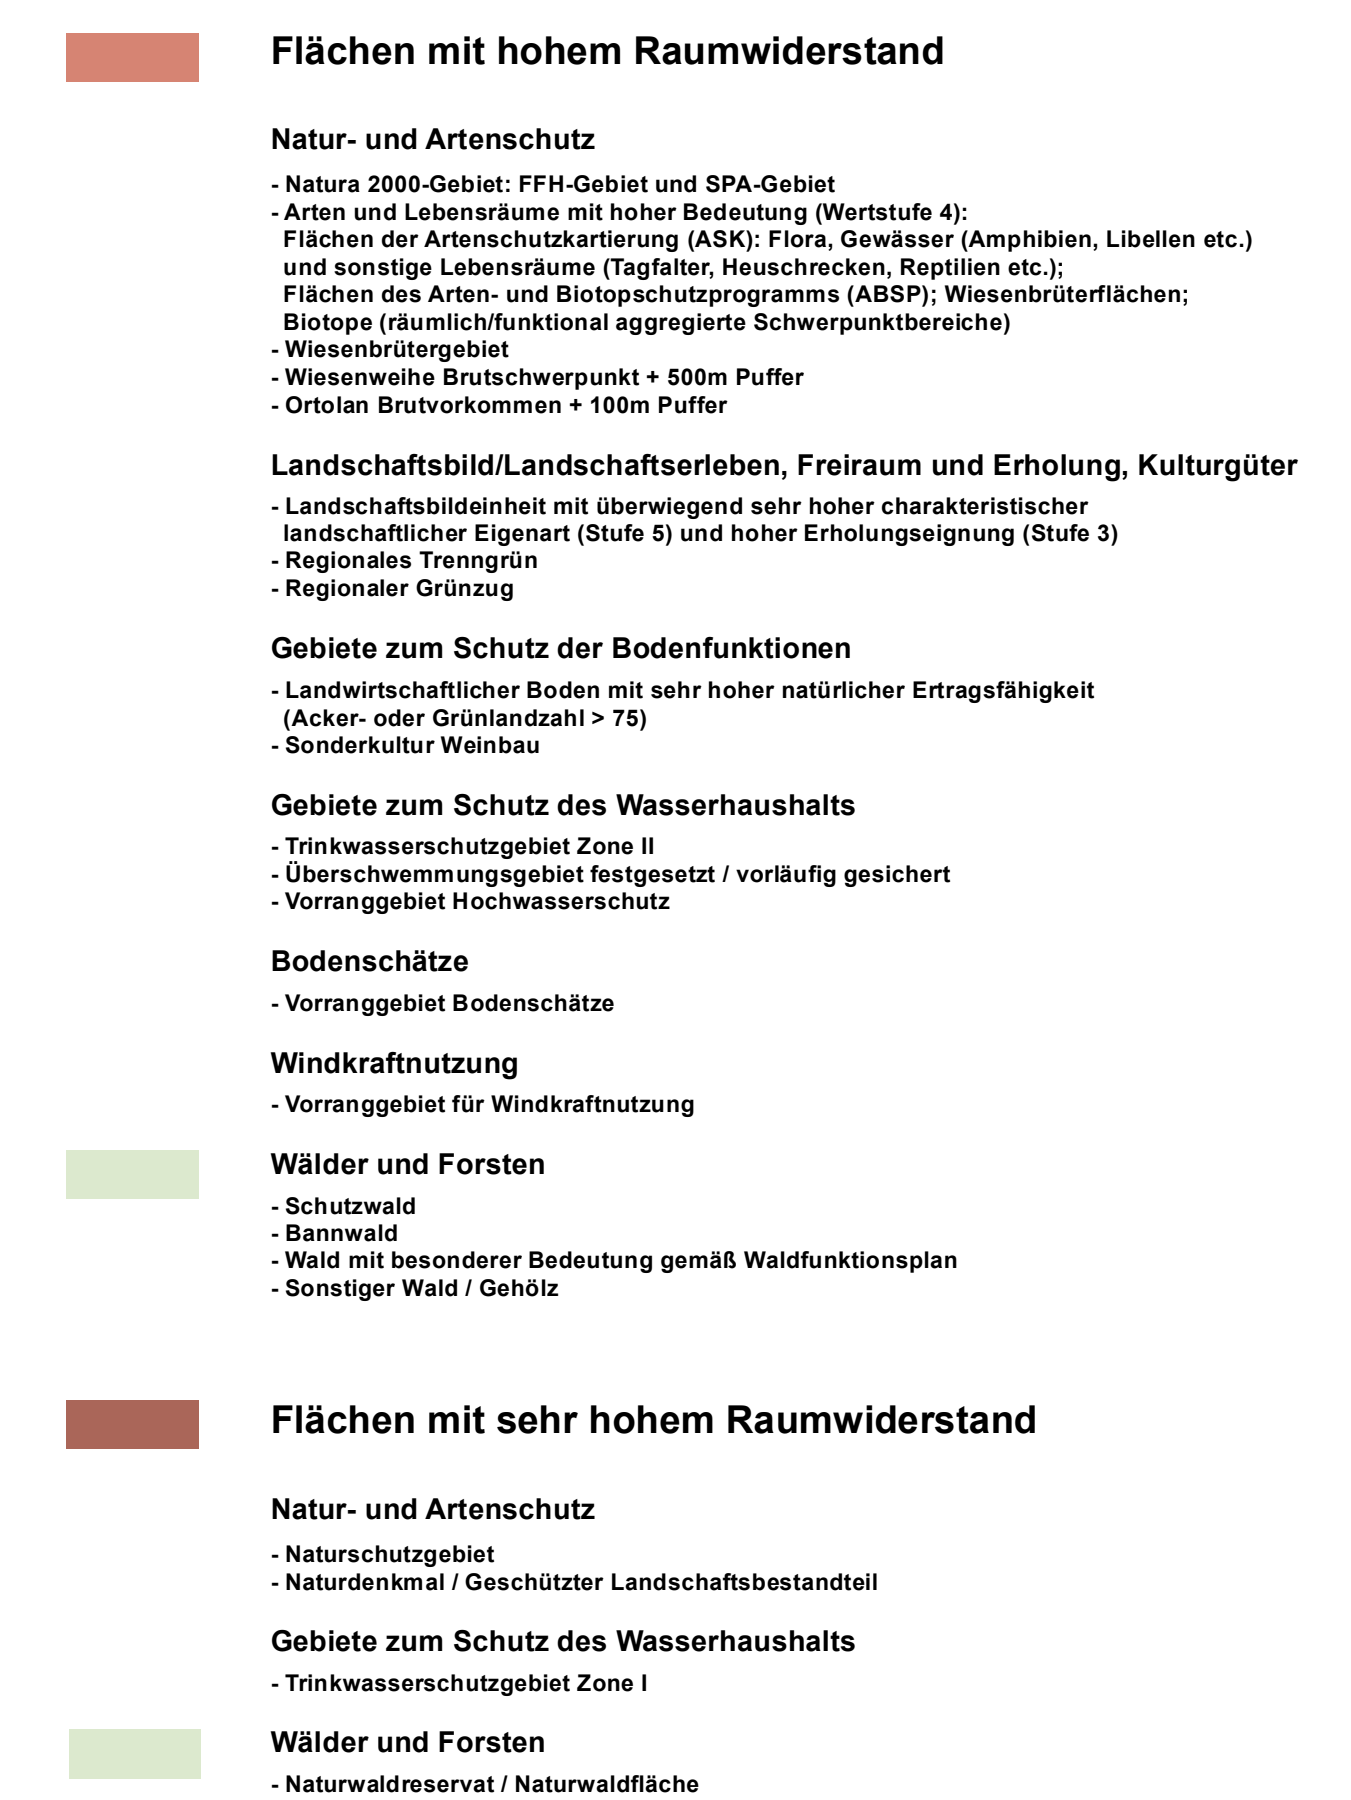 Flächen mit hohem Raumwiderstand
Natur- und Artenschutz
- Natura 2000-Gebiet: FFH-Gebiet und SPA-Gebiet
- Arten und Lebensräume mit hoher Bedeutung (Wertstufe 4):
Flächen der Artenschutzkartierung (ASK): Flora, Gewässer (Amphibien, Libellen etc.)
und sonstige Lebensräume (Tagfalter, Heuschrecken, Reptilien etc.);
Flächen des Arten- und Biotopschutzprogramms (ABSP); Wiesenbrüterflächen;
Biotope (räumlich/funktional aggregierte Schwerpunktbereiche)
- Wiesenbrütergebiet
- Wiesenweihe Brutschwerpunkt + 500m Puffer
- Ortolan Brutvorkommen + 100m Puffer
Landschaftsbild/Landschaftserleben, Freiraum und Erholung, Kulturgüter
- Landschaftsbildeinheit mit überwiegend sehr hoher charakteristischer
landschaftlicher Eigenart (Stufe 5) und hoher Erholungseignung (Stufe 3)
- Regionales Trenngrün
- Regionaler Grünzug
Gebiete zum Schutz der Bodenfunktionen
- Landwirtschaftlicher Boden mit sehr hoher natürlicher Ertragsfähigkeit
(Acker- oder Grünlandzahl > 75)
- Sonderkultur Weinbau
Gebiete zum Schutz des Wasserhaushalts
- Trinkwasserschutzgebiet Zone II
- Überschwemmungsgebiet festgesetzt / vorläufig gesichert
- Vorranggebiet Hochwasserschutz
Bodenschätze
- Vorranggebiet Bodenschätze
Windkraftnutzung
- Vorranggebiet für Windkraftnutzung
Wälder und Forsten
- Schutzwald
- Bannwald
- Wald mit besonderer Bedeutung gemäß Waldfunktionsplan
- Sonstiger Wald / Gehölz
Flächen mit sehr hohem Raumwiderstand
Natur- und Artenschutz
- Naturschutzgebiet
- Naturdenkmal / Geschützter Landschaftsbestandteil
Gebiete zum Schutz des Wasserhaushalts
- Trinkwasserschutzgebiet Zone I
Wälder und Forsten
- Naturwaldreservat / Naturwaldfläche